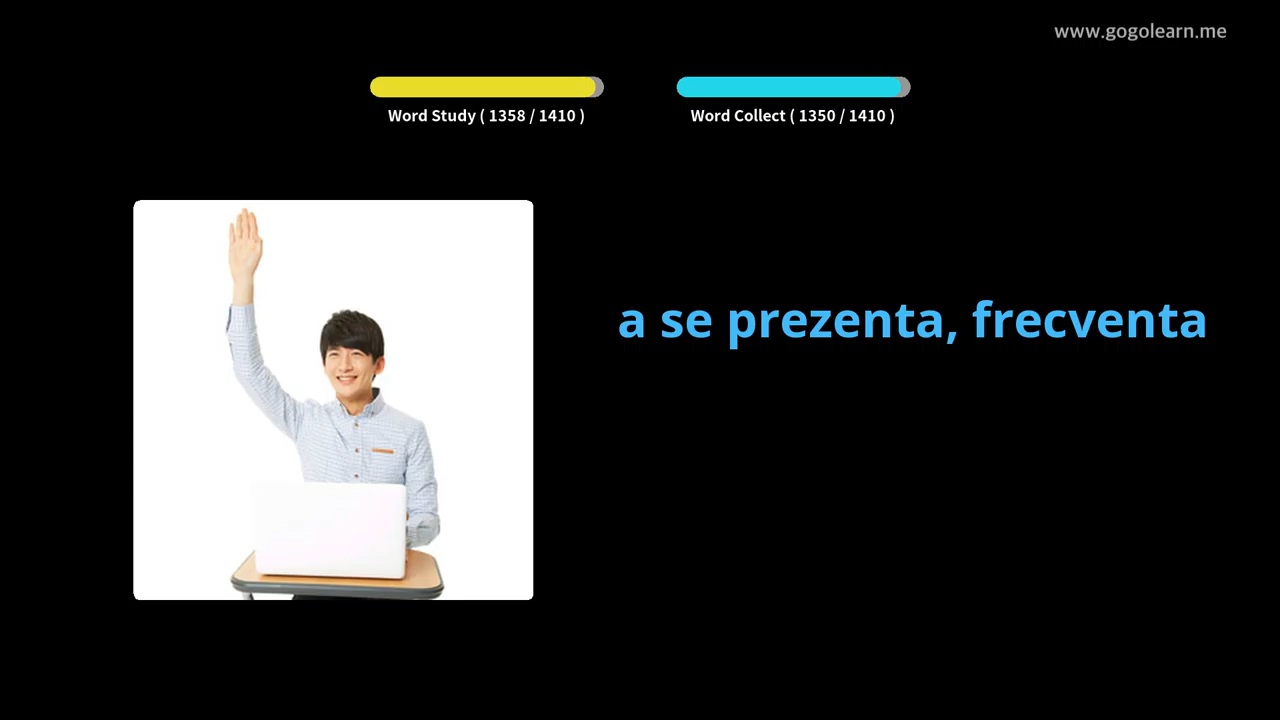 www.gogolearn.me
Word Study ( 1358 / 1410 )
Word Collect ( 1350 / 1410 )
a se prezenta, frecventa